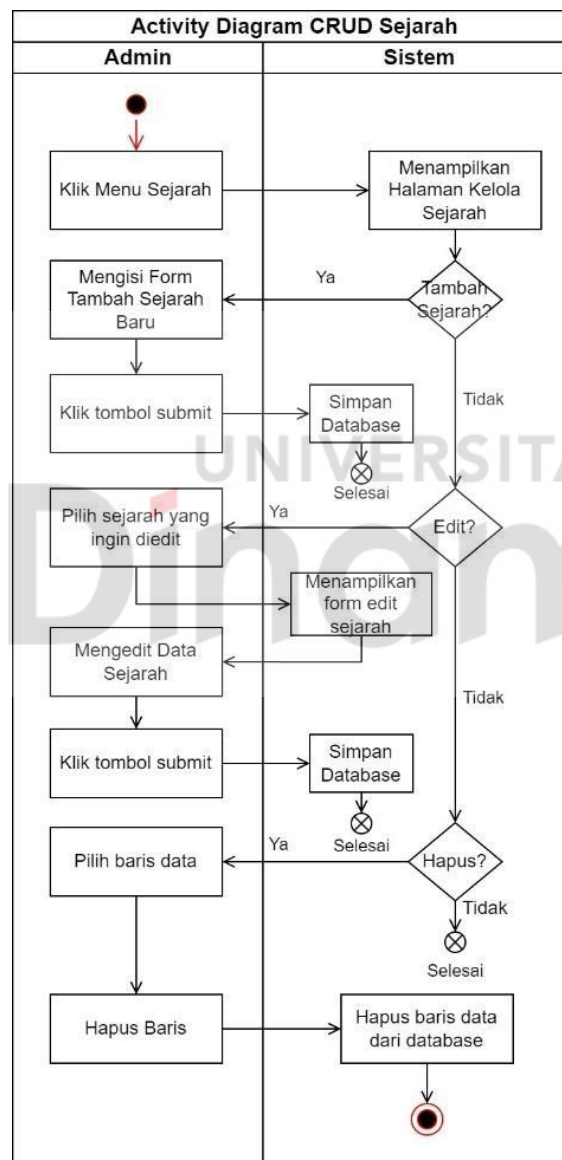 Activity Diagram CRUD Sejarah
Admin
Sistem
Klik Menu Sejarah
Menampilkan
Halaman Kelola
Sejarah
Mengisi Form
Tambah Sejarah
Baru
Ya
Tambah
Sejarah?
Klik tombol submit
Simpan
Database
Tidak
Selesai
UNIVERSITA
Dinam
Pilih sejarah yang
ingin diedit
Ya
Edit?
Menampilkan
form edit
sejarah
Mengedit Data
Sejarah
Tidak
Klik tombol submit
Simpan
Database
Selesai
Pilih baris data
Ya
Hapus?
Tidak
Selesai
Hapus Baris
Hapus baris data
dari database